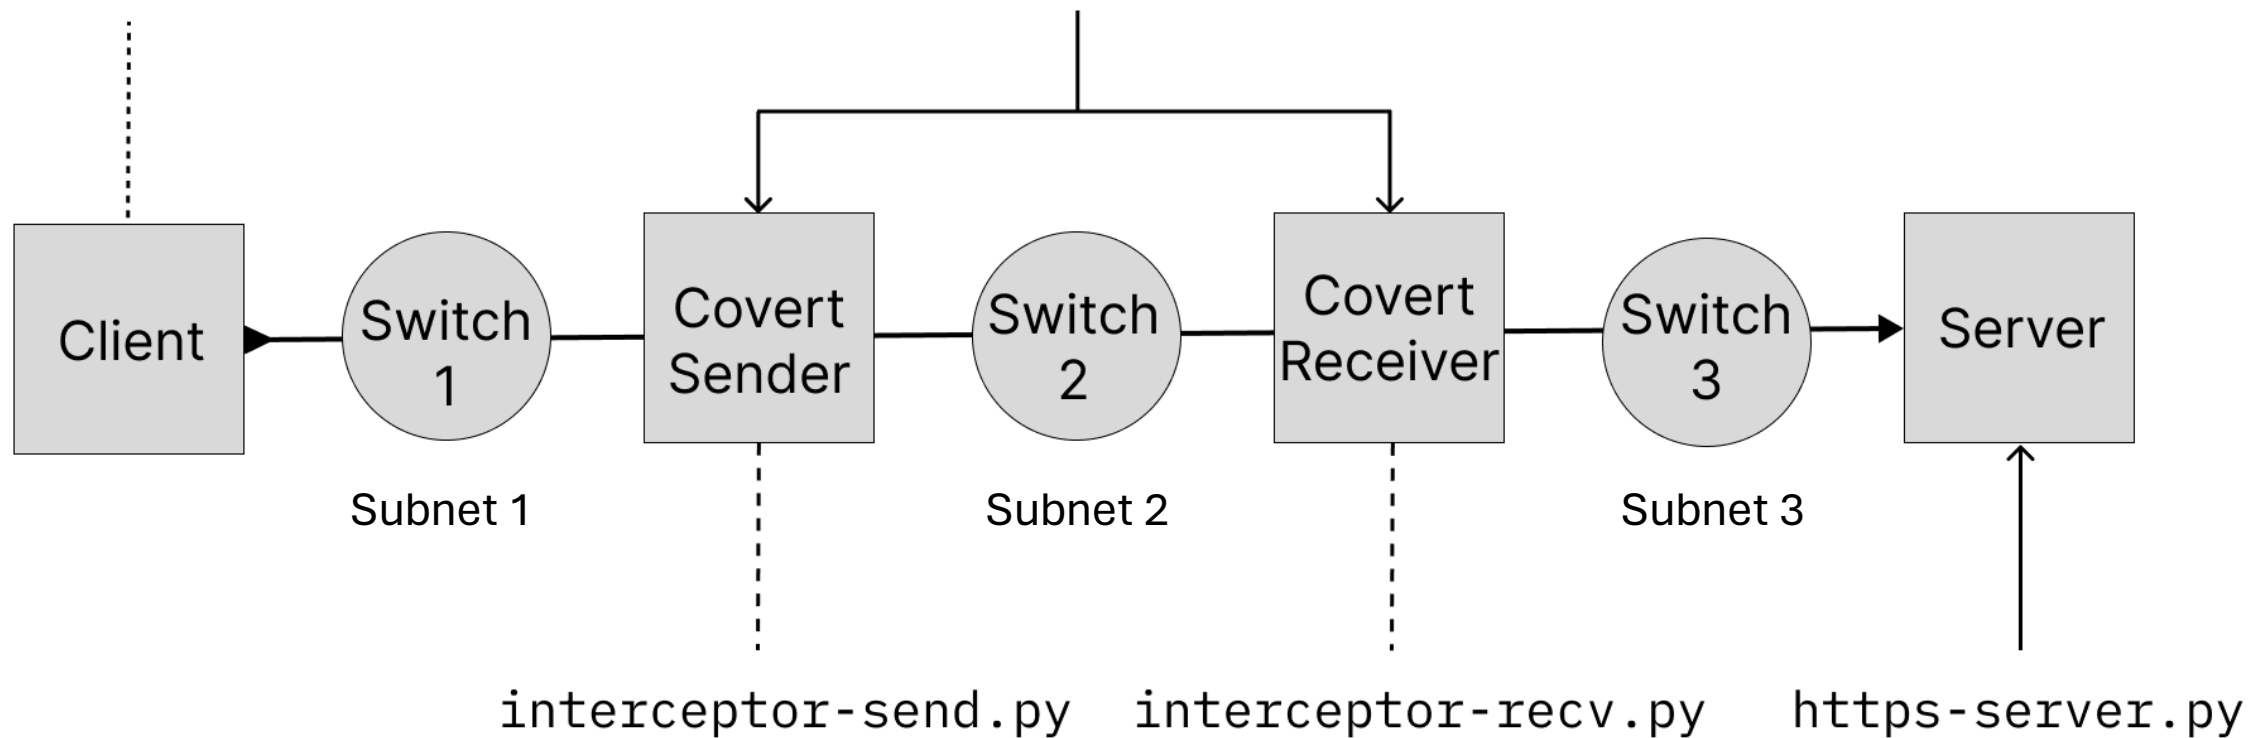 Client
Switch
1
Covert
Sender
Switch
2
Covert
Receiver
Switch
3
Server
Subnet 1
Subnet 2
Subnet 3
interceptor-send.py
interceptor-recv.py
https-server.py